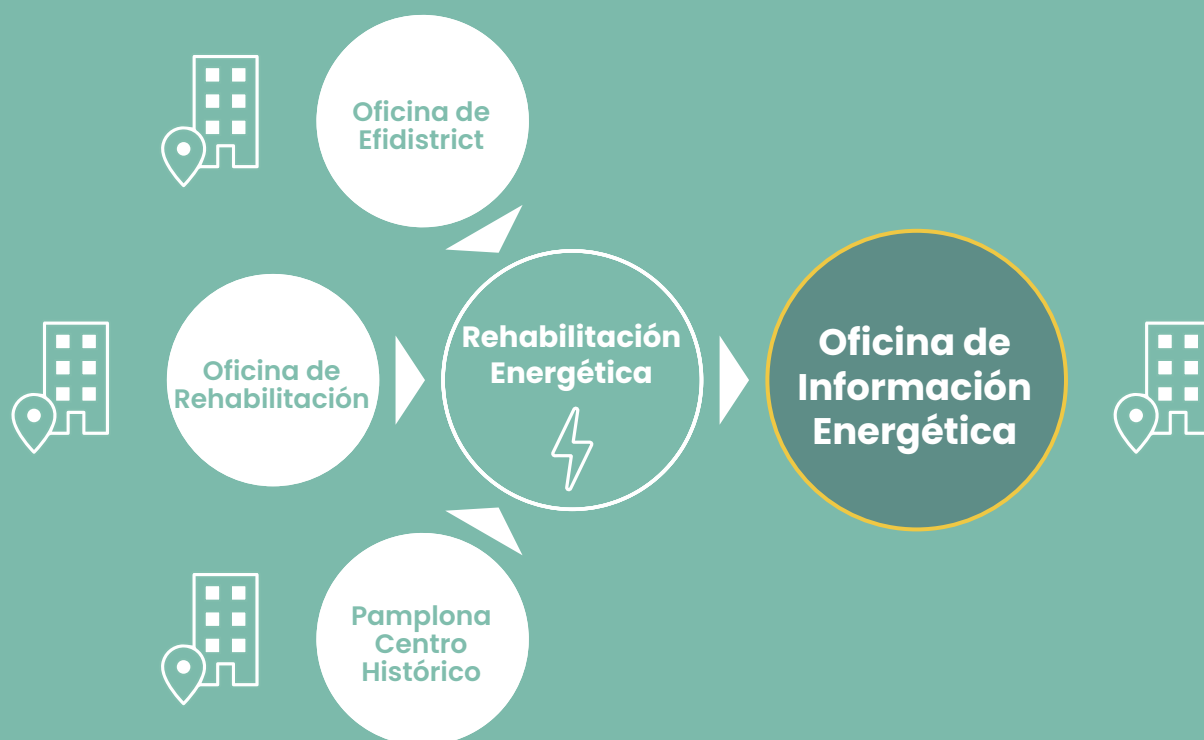 Oficina de
Efidistrict
Oficina de
Rehabilitación
Pamplona
Centro
Histórico
Rehabilitación
Energética
Oficina de
Información
Energética